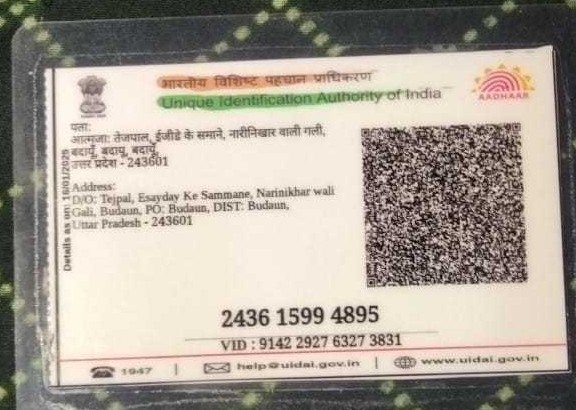 भारतीय विशिष्ट पहचान प्राधिकरण
Unique Identification Authority of India
AADHAAR
पता:
आत्मजा: तेजपाल, ईजीडे के समाने, नारीनिखार वाली गली,
बदायूँ, बदायू, बदायूँ,
उत्तर प्रदेश - 243601
Address:
D/O: Tejpal, Esayday Ke Sammane, Narinikhar wali
Gali, Budaun, PO: Budaun, DIST: Budaun,
Uttar Pradesh - 243601
Details as on: 16/01/2025
2436 1599 4895
VID : 9142 2927 6327 3831
1947 | help@uidai.gov.in | www.uidai.gov.in